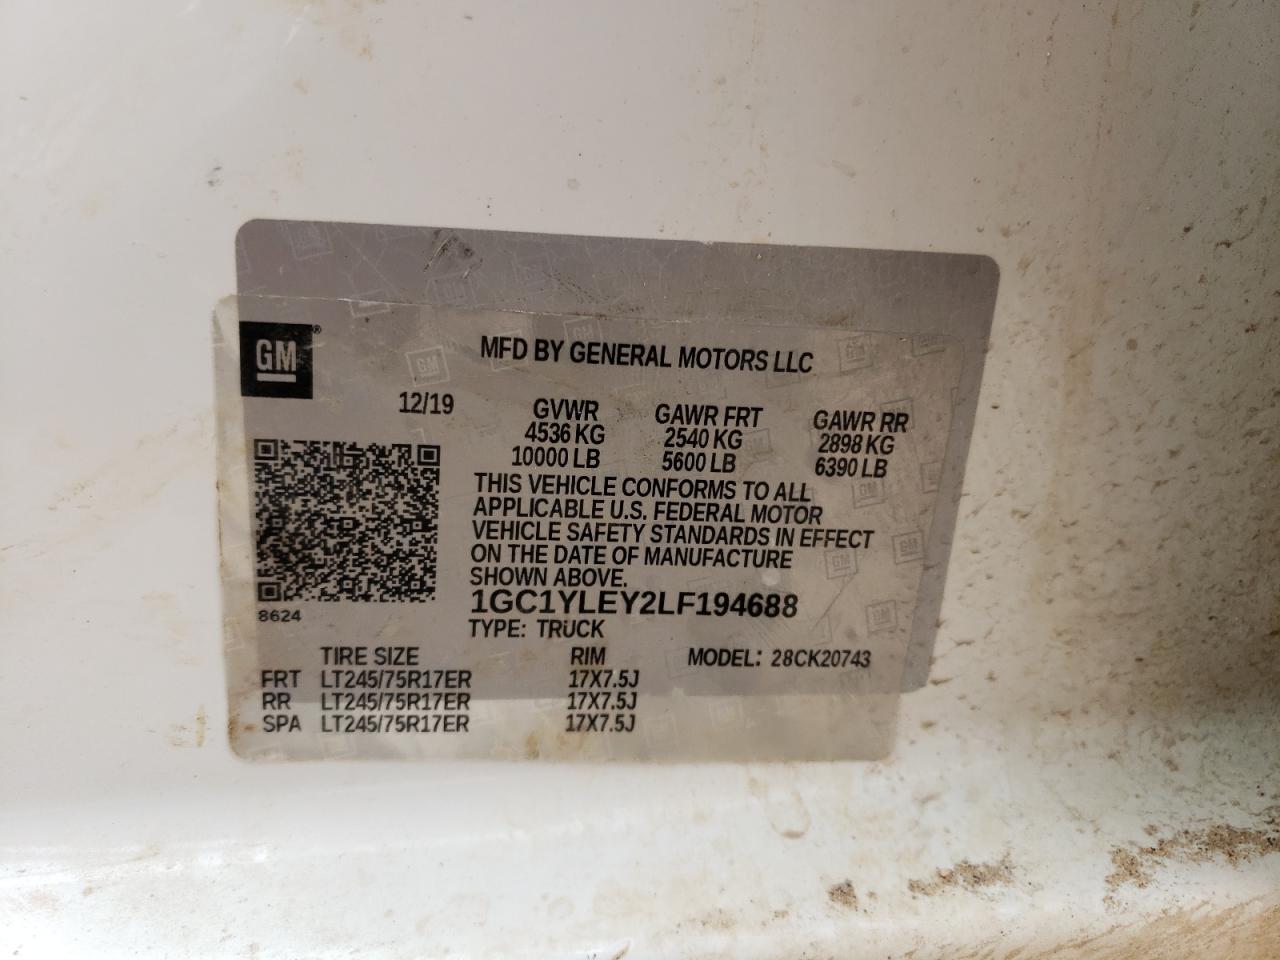 GM®
MFD BY GENERAL MOTORS LLC
12/19
GVWR GAWR FRT GAWR RR
4536 KG 2540 KG 2898 KG
10000 LB 5600 LB 6390 LB
THIS VEHICLE CONFORMS TO ALL
APPLICABLE U.S. FEDERAL MOTOR
VEHICLE SAFETY STANDARDS IN EFFECT
ON THE DATE OF MANUFACTURE
SHOWN ABOVE.
1GC1YLEY2LF194688
8624
TYPE: TRUCK
TIRE SIZE RIM MODEL: 28CK20743
FRT LT245/75R17ER 17X7.5J
RR LT245/75R17ER 17X7.5J
SPA LT245/75R17ER 17X7.5J